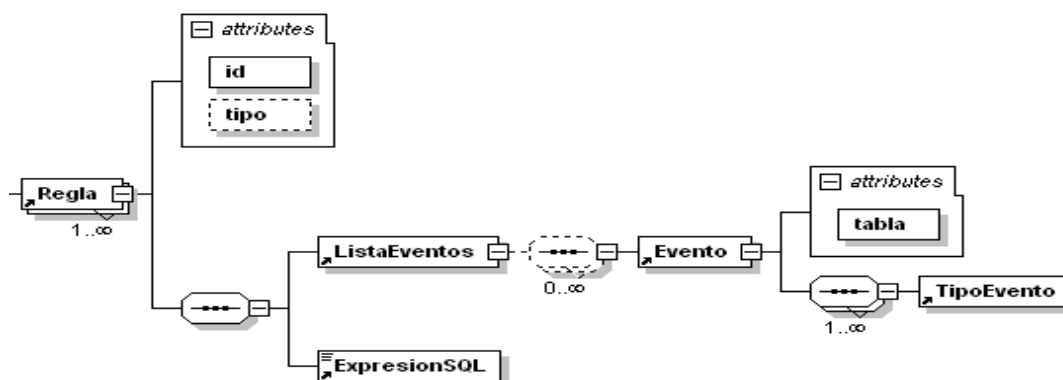 attributes
id
tipo
Regla
1..∞
attributes
tabla
ListaEventos
0..∞
Evento
1..∞
TipoEvento
ExpresionSQL